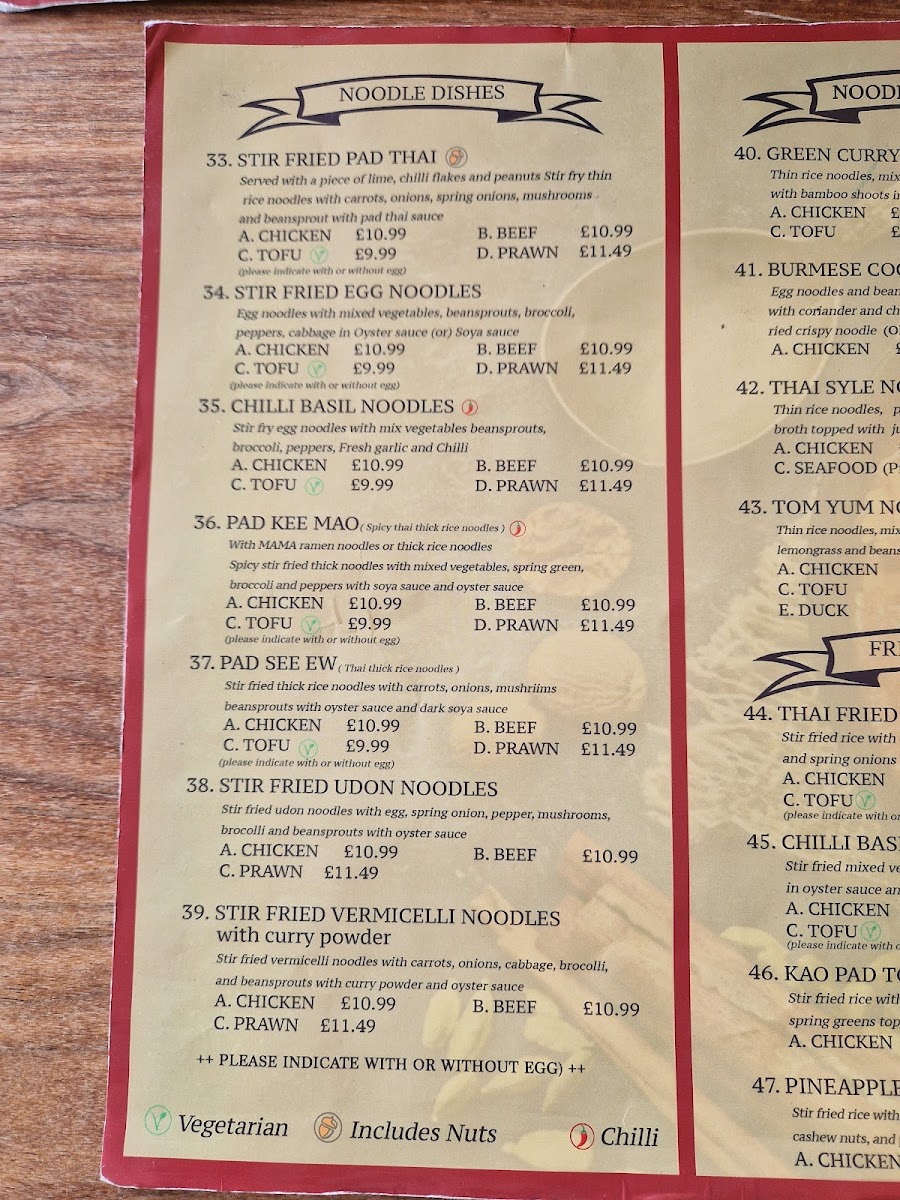 NOODLE DISHES
33. STIR FRIED PAD THAI
Served with a piece of lime, chilli flakes and peanuts Stir fry thin
rice noodles with carrots, onions, spring onions, mushrooms
and beansprout with pad thai sauce
A. CHICKEN £10.99 B. BEEF £10.99
C. TOFU £9.99 D. PRAWN £11.49
(please indicate with or without egg)
34. STIR FRIED EGG NOODLES
Egg noodles with mixed vegetables, beansprouts, broccoli,
peppers, cabbage in Oyster sauce (or) Soya sauce
A. CHICKEN £10.99 B. BEEF £10.99
C. TOFU £9.99 D. PRAWN £11.49
(please indicate with or without egg)
35. CHILLI BASIL NOODLES
Stir fry egg noodles with mix vegetables beansprouts,
broccoli, peppers, Fresh garlic and Chilli
A. CHICKEN £10.99 B. BEEF £10.99
C. TOFU £9.99 D. PRAWN £11.49
36. PAD KEE MAO ( Spicy thai thick rice noodles )
With MAMA ramen noodles or thick rice noodles
Spicy stir fried thick noodles with mixed vegetables, spring green,
broccoli and peppers with soya sauce and oyster sauce
A. CHICKEN £10.99 B. BEEF £10.99
C. TOFU £9.99 D. PRAWN £11.49
(please indicate with or without egg)
37. PAD SEE EW ( Thai thick rice noodles )
Stir fried thick rice noodles with carrots, onions, mushriims
beansprouts with oyster sauce and dark soya sauce
A. CHICKEN £10.99 B. BEEF £10.99
C. TOFU £9.99 D. PRAWN £11.49
(please indicate with or without egg)
38. STIR FRIED UDON NOODLES
Stir fried udon noodles with egg, spring onion, pepper, mushrooms,
brocolli and beansprouts with oyster sauce
A. CHICKEN £10.99 B. BEEF £10.99
C. PRAWN £11.49
39. STIR FRIED VERMICELLI NOODLES
with curry powder
Stir fried vermicelli noodles with carrots, onions, cabbage, brocolli,
and beansprouts with curry powder and oyster sauce
A. CHICKEN £10.99 B. BEEF £10.99
C. PRAWN £11.49
++ PLEASE INDICATE WITH OR WITHOUT EGG) ++
Vegetarian Includes Nuts Chilli
40. GREEN CURRY
Thin rice noodles,
with bamboo shoots
A. CHICKEN £
C. TOFU £
41. BURMESE
Egg noodles and
with coriander and
ried crispy noodle
A. CHICKEN
42. THAI SYLE
Thin rice noodles,
broth topped with
A. CHICKEN
C. SEAFOOD
43. TOM YUM
Thin rice noodles,
lemongrass and
A. CHICKEN
C. TOFU
E. DUCK
44. THAI FRIED
Stir fried rice with
and spring onions
A. CHICKEN
C. TOFU
(please indicate with
45. CHILLI
Stir fried mixed
in oyster sauce
A. CHICKEN
C. TOFU
(please indicate with
46. KAO PAD
Stir fried rice
spring greens
A. CHICKEN
47. PINEAPPLE
Stir fried rice with
cashew nuts, and
A. CHICKEN